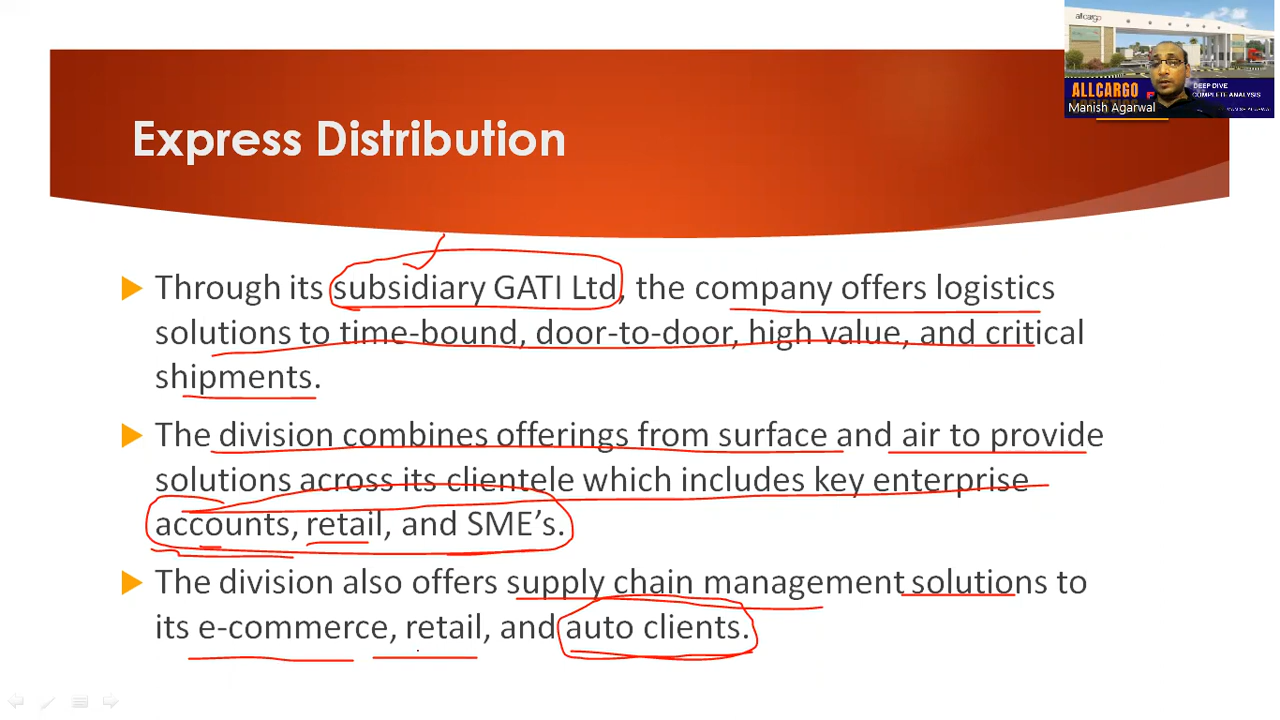 allcargo
DEEP DIVE
ALLCARGO
COMPLETE ANALYSIS
LOGISTICS
Manish Agarwal
Express Distribution
Through its subsidiary GATI Ltd, the company offers logistics
solutions to time-bound, door-to-door, high value, and critical
shipments.
The division combines offerings from surface and air to provide
solutions across its clientele which includes key enterprise
accounts, retail, and SME’s.
The division also offers supply chain management solutions to
its e-commerce, retail, and auto clients.